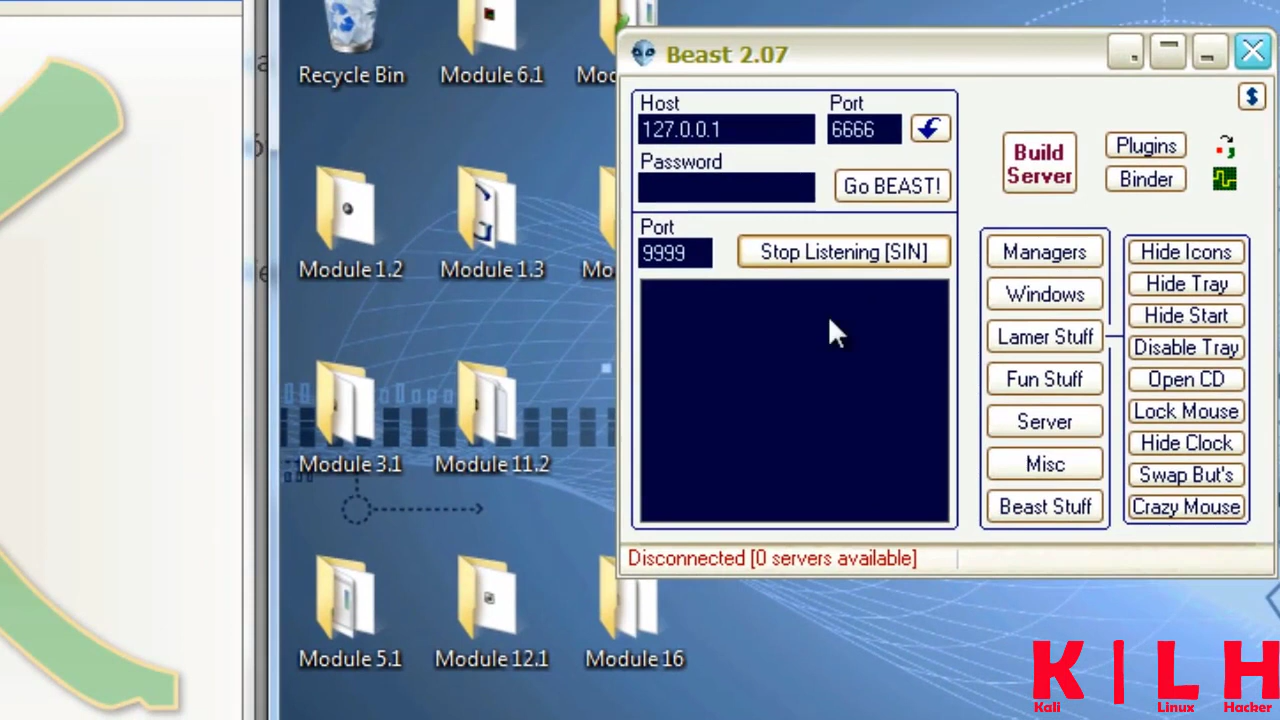 Recycle Bin
Module 6.1
Module 1.2
Module 1.3
Module 3.1
Module 11.2
Module 5.1
Module 12.1
Module 16
Beast 2.07
Host
Port
127.0.0.1
6666
Password
Go BEAST!
Port
9999
Stop Listening [SIN]
Build
Server
Plugins
Binder
Managers
Windows
Lamer Stuff
Fun Stuff
Server
Misc
Beast Stuff
Hide Icons
Hide Tray
Hide Start
Disable Tray
Open CD
Lock Mouse
Hide Clock
Swap But's
Crazy Mouse
Disconnected [0 servers available]
K|LH
Kali Linux Hacker